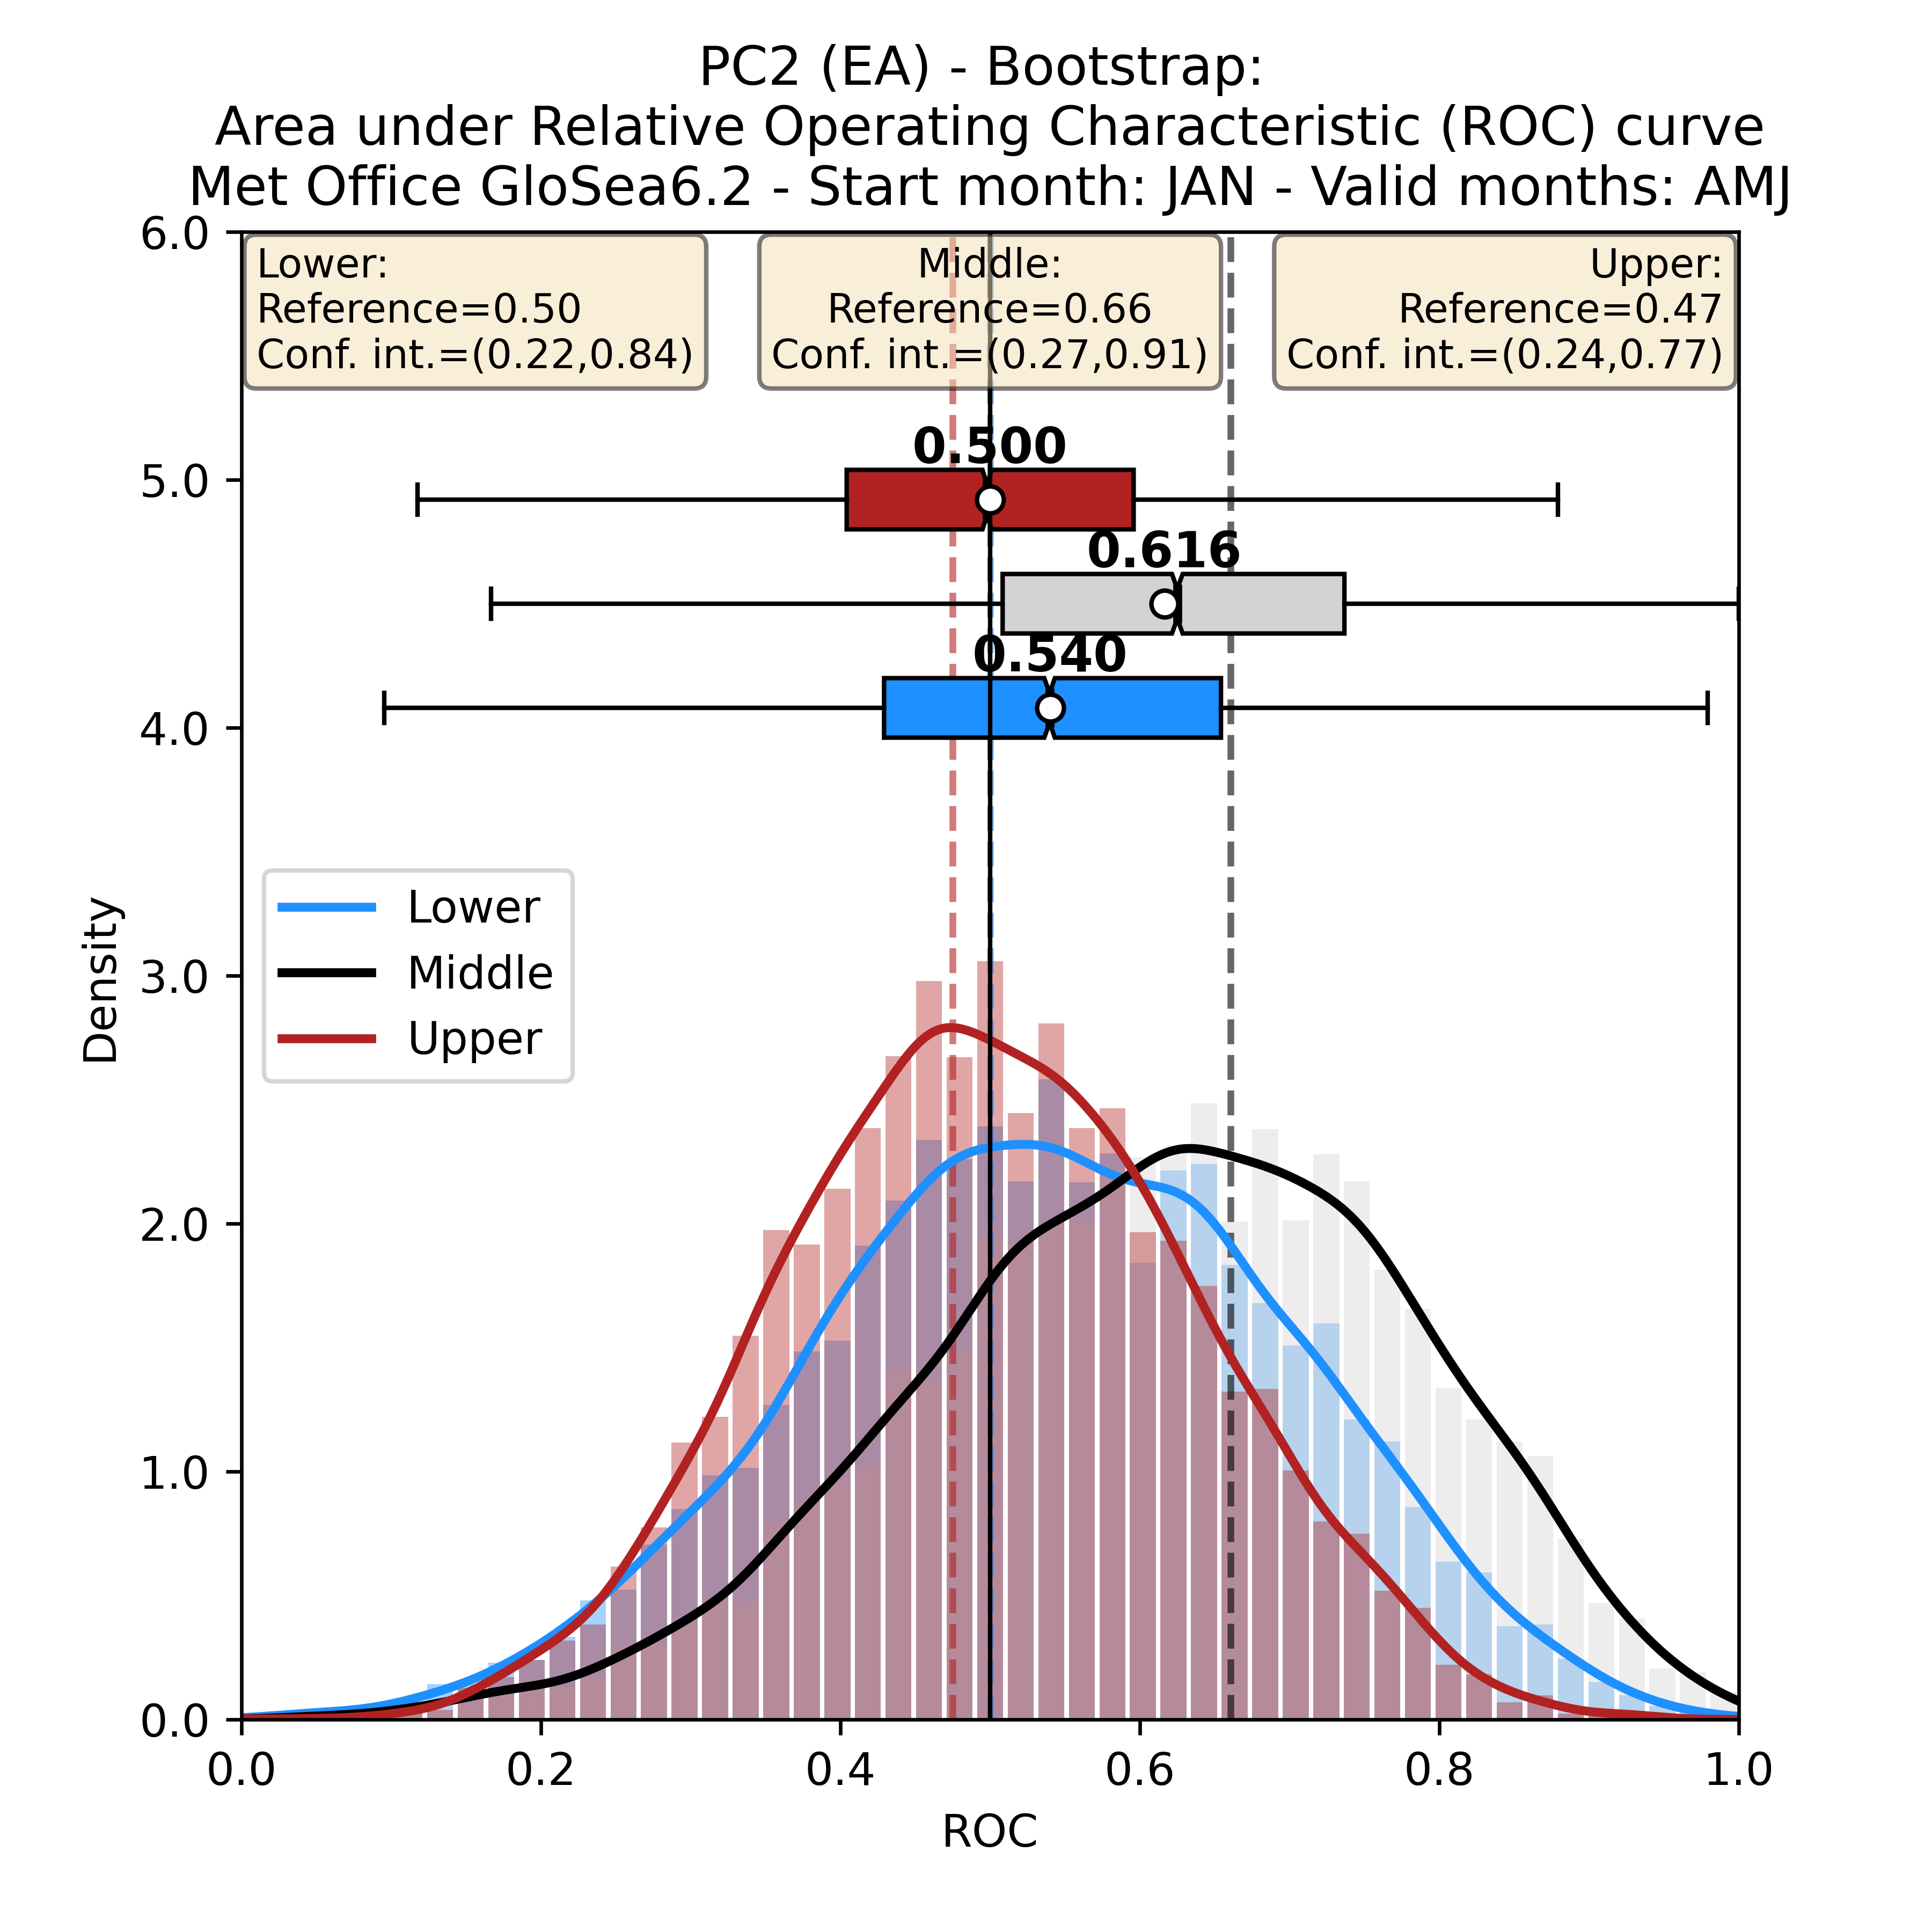 PC2 (EA) - Bootstrap:
Area under Relative Operating Characteristic (ROC) curve
Met Office GloSea6.2 - Start month: JAN - Valid months: AMJ
Lower:
Reference=0.50
Conf. int.=(0.22,0.84)
Middle:
Reference=0.66
Conf. int.=(0.27,0.91)
Upper:
Reference=0.47
Conf. int.=(0.24,0.77)
0.500
0.616
0.540
Lower
Middle
Upper
Density
6.0
5.0
4.0
3.0
2.0
1.0
0.0
0.0 0.2 0.4 0.6 0.8 1.0
ROC